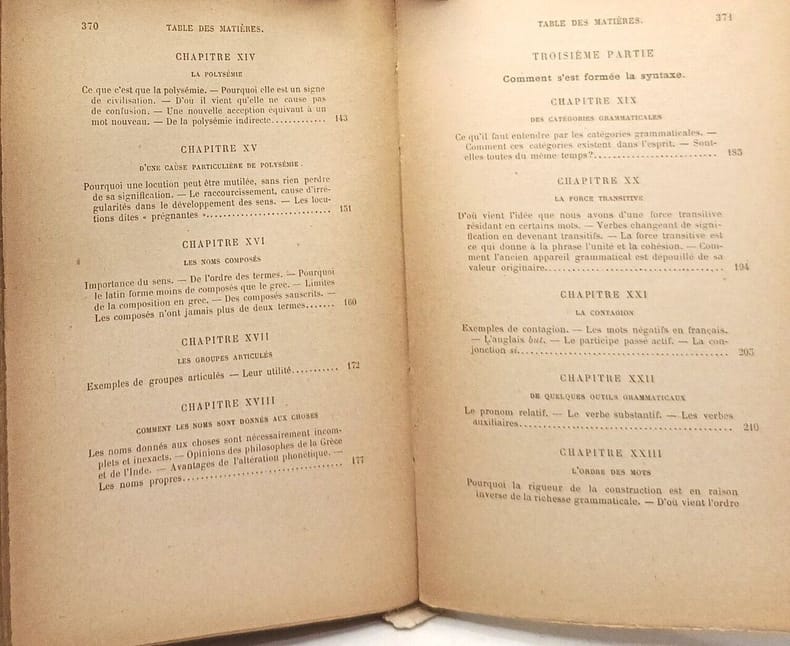 370
TABLE DES MATIÈRES.
CHAPITRE XIV
LA POLYSÉMIE
Ce que c'est que la polysémie. — Pourquoi elle est un signe
de civilisation. — D'où il vient qu'elle ne cause pas
de confusion. — Une nouvelle acception équivaut à un
mot nouveau. — De la polysémie indirecte............. 143
CHAPITRE XV
D'UNE CAUSE PARTICULIÈRE DE POLYSÉMIE.
Pourquoi une locution peut être mutilée, sans rien perdre
de sa signification. — Le raccourcissement, cause d'irré-
gularités dans le développement des sens. — Les locu-
tions dites « prégnantes »............................. 151
CHAPITRE XVI
LES NOMS COMPOSÉS
Importance du sens. — De l'ordre des termes. — Pourquoi
le latin forme moins de composés que le grec. — Limites
de la composition en grec. — Des composés sanscrits. —
Les composés n'ont jamais plus de deux termes....... 160
CHAPITRE XVII
LES GROUPES ARTICULÉS
Exemples de groupes articulés — Leur utilité........... 172
CHAPITRE XVIII
COMMENT LES NOMS SONT DONNÉS AUX CHOSES
Les noms donnés aux choses sont nécessairement incom-
plets et inexacts. — Opinions des philosophes de la Grèce
et de l'Inde. — Avantages de l'altération phonétique. —
Les noms propres.................................. 177
TABLE DES MATIÈRES.
371
TROISIÈME PARTIE
Comment s'est formée la syntaxe.
CHAPITRE XIX
DES CATÉGORIES GRAMMATICALES
Ce qu'il faut entendre par les catégories grammaticales. —
Comment ces catégories existent dans l'esprit. — Sont-
elles toutes du même temps?......................... 185
CHAPITRE XX
LA FORCE TRANSITIVE
D'où vient l'idée que nous avons d'une force transitive
résidant en certains mots. — Verbes changeant de signi-
fication en devenant transitifs. — La force transitive est
ce qui donne à la phrase l'unité et la cohésion. — Com-
ment l'ancien appareil grammatical est dépouillé de sa
valeur originaire.................................... 194
CHAPITRE XXI
LA CONTAGION
Exemples de contagion. — Les mots négatifs en français.
— L'anglais but. — Le participe passé actif. — La con-
jonction si.......................................... 205
CHAPITRE XXII
DE QUELQUES OUTILS GRAMMATICAUX
Le pronom relatif. — Le verbe substantif. — Les verbes
auxiliaires.......................................... 210
CHAPITRE XXIII
L'ORDRE DES MOTS
Pourquoi la rigueur de la construction est en raison
inverse de la richesse grammaticale. — D'où vient l'ordre